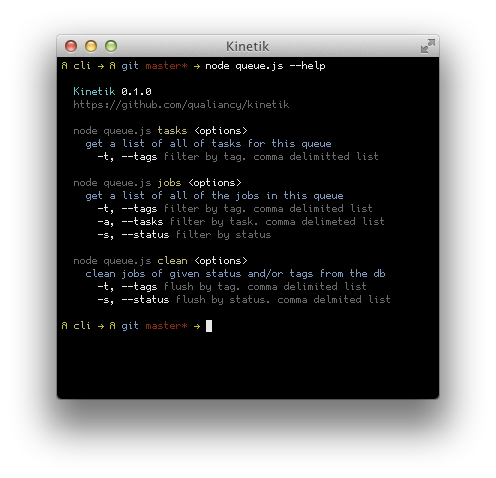 Kinetik
A cli → A git master* → node queue.js --help
Kinetik 0.1.0
https://github.com/qualiancy/kinetik
node queue.js tasks <options>
get a list of all of tasks for this queue
-t, --tags filter by tag. comma delimitted list
node queue.js jobs <options>
get a list of all of the jobs in this queue
-t, --tags filter by tag. comma delimited list
-a, --tasks filter by task. comma delimeted list
-s, --status filter by status
node queue.js clean <options>
clean jobs of given status and/or tags from the db
-t, --tags flush by tag. comma delimited list
-s, --status flush by status. comma delmited list
A cli → A git master* →